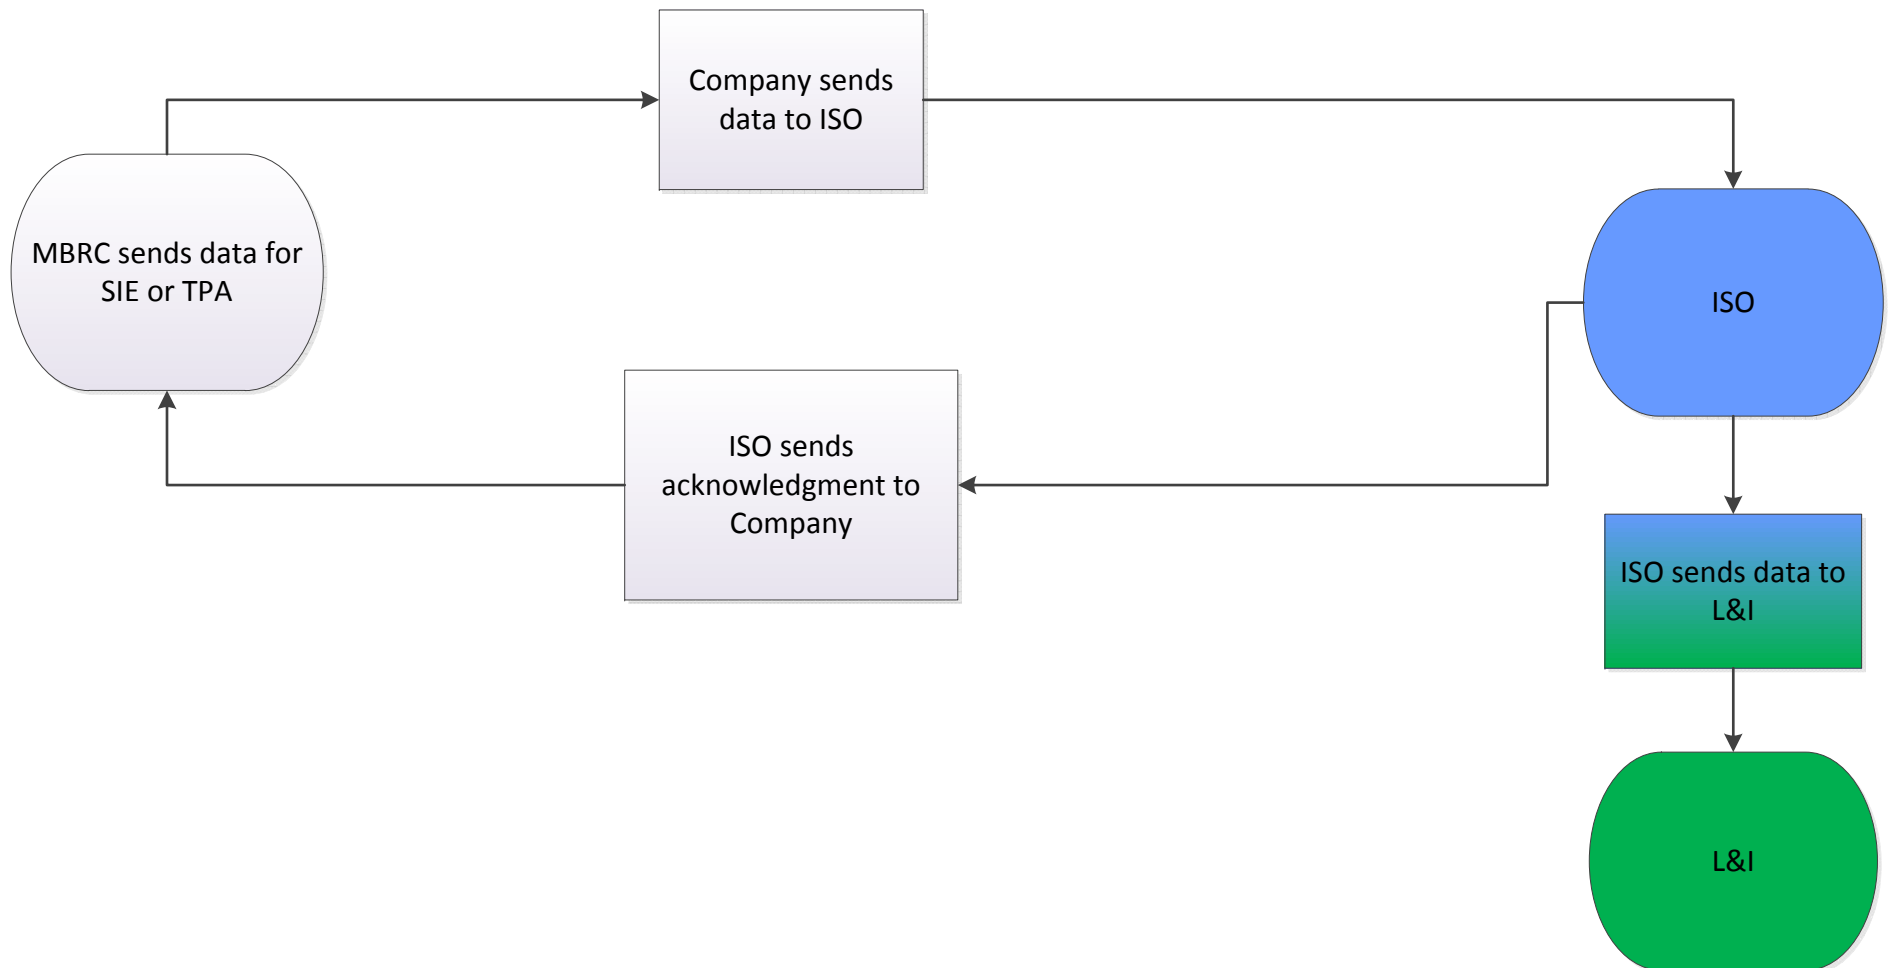 Company sends
data to ISO
MBRC sends data for
SIE or TPA
ISO
ISO sends
acknowledgment to
Company
ISO sends data to
L&I
L&I